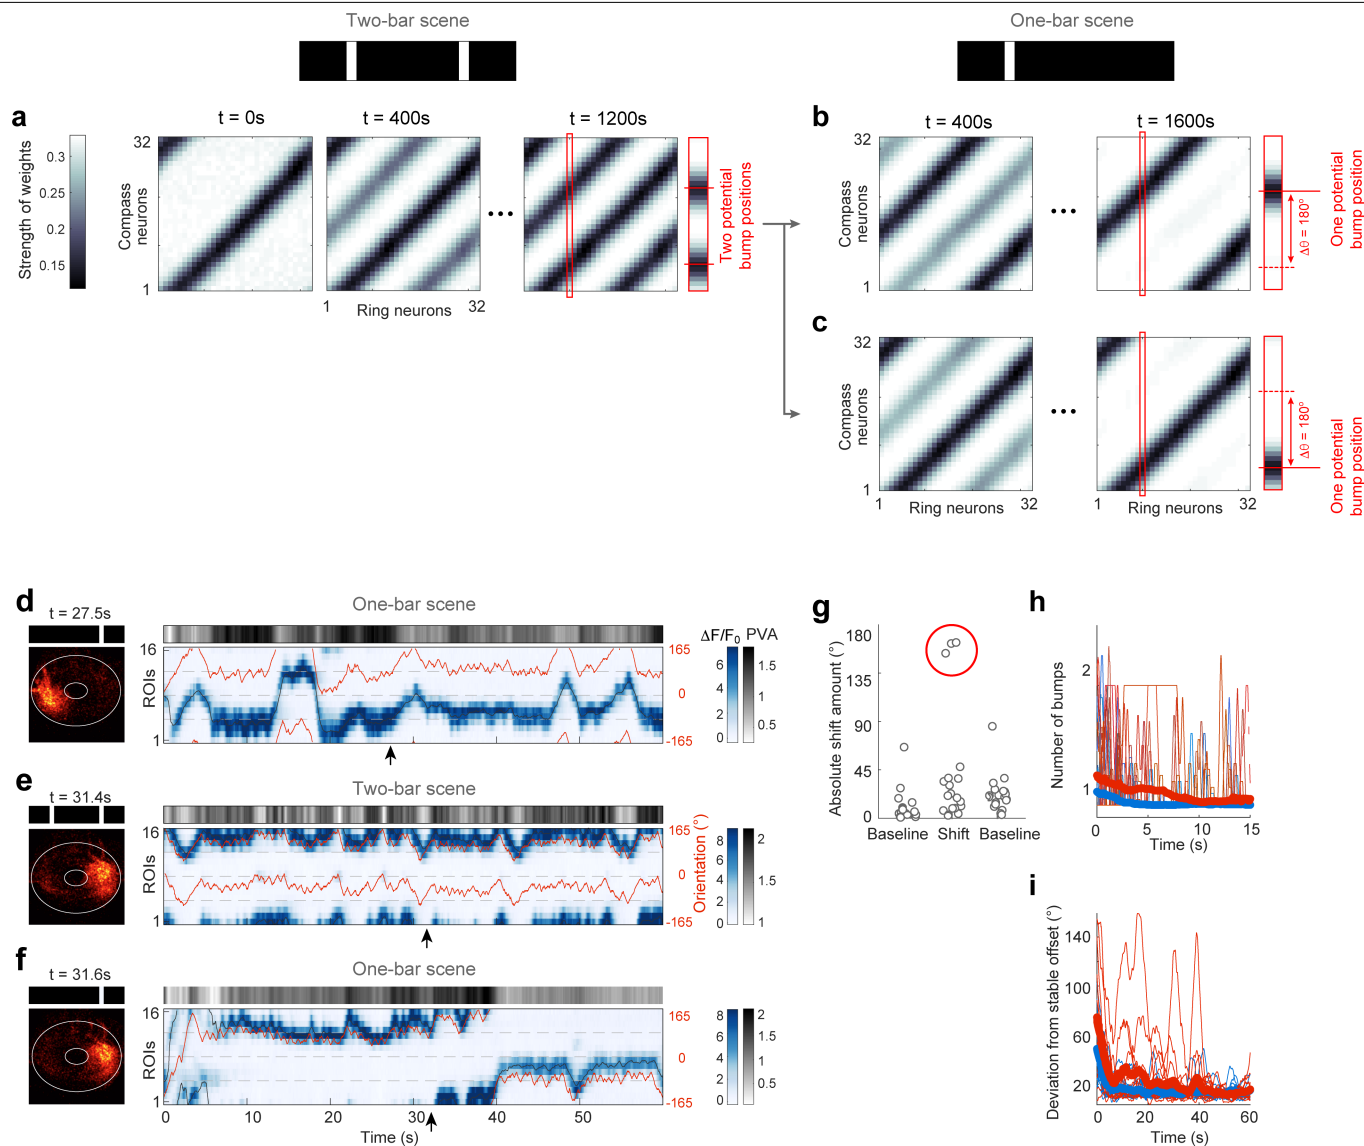 Two-bar scene
One-bar scene
a
t = 0s
t = 400s
t = 1200s
Strength of weights
0.3
0.25
0.2
0.15
Compass neurons
32
1
1
Ring neurons
32
Two potential bump positions
b
t = 400s
t = 1600s
Compass neurons
32
1
Δθ = 180°
One potential bump position
c
Compass neurons
32
1
1
Ring neurons
32
1
Ring neurons
32
Δθ = 180°
One potential bump position
d
t = 27.5s
One-bar scene
ROIs
16
1
165
0
-165
ΔF/F0 PVA
6
4
2
0
1.5
1
0.5
e
t = 31.4s
Two-bar scene
ROIs
16
1
165
0
-165
Orientation (°)
8
6
4
2
0
2
1.5
1
f
t = 31.6s
One-bar scene
ROIs
16
1
165
0
-165
8
6
4
2
0
2
1.5
1
0.5
0
10
20
30
40
50
Time (s)
g
Absolute shift amount (°)
180
135
90
45
0
Baseline
Shift
Baseline
h
Number of bumps
2
1
0
5
10
15
Time (s)
i
Deviation from stable offset (°)
140
100
60
20
0
20
40
60
Time (s)